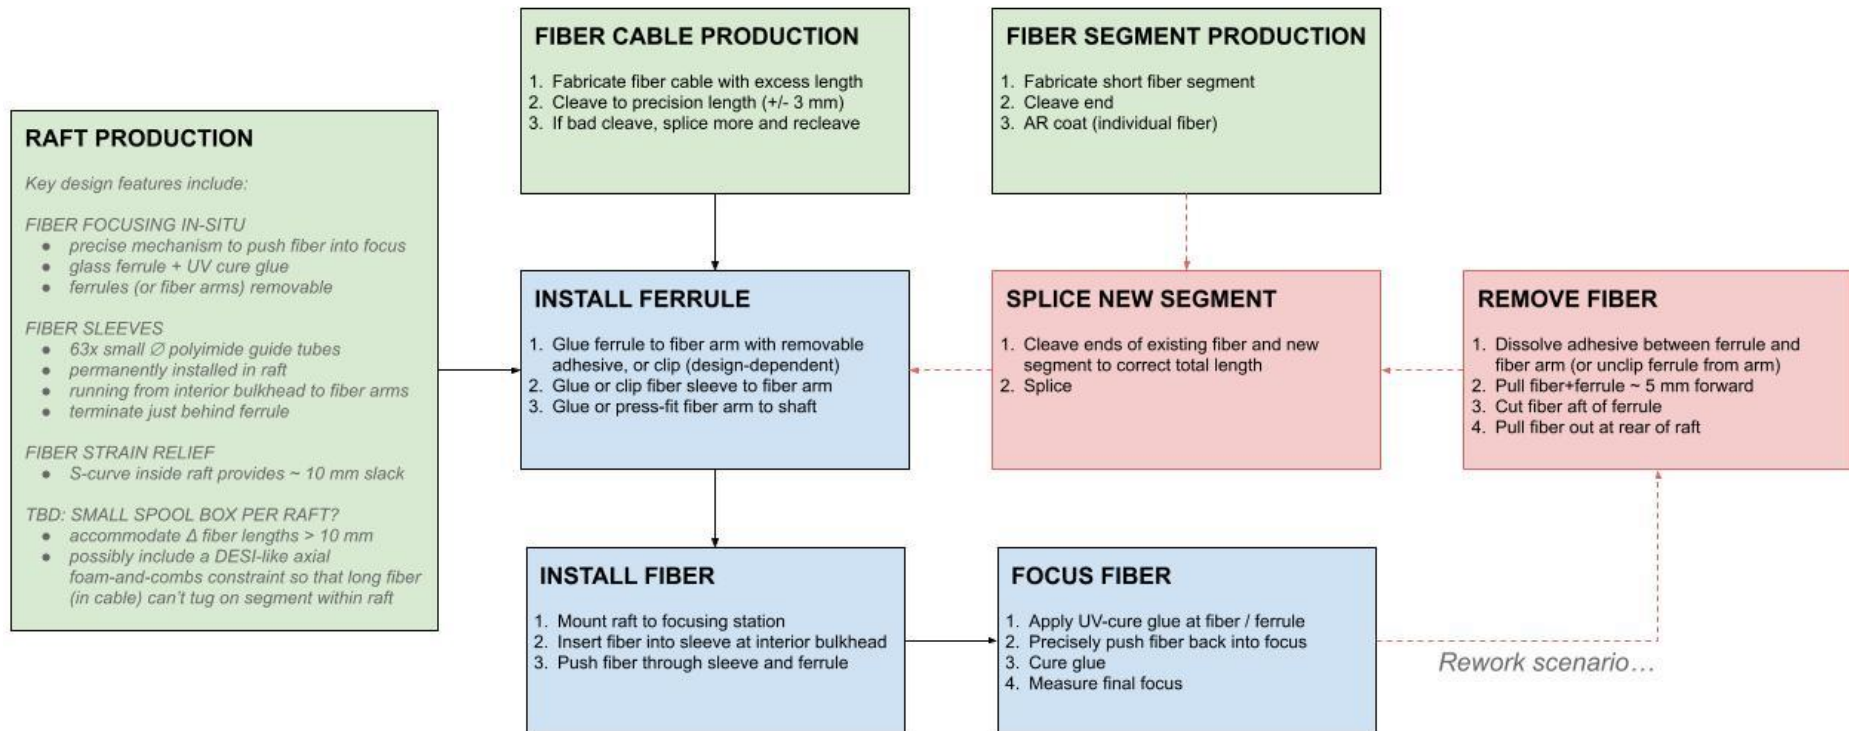 RAFT PRODUCTION
Key design features include:
FIBER FOCUSING IN-SITU
● precise mechanism to push fiber into focus
● glass ferrule + UV cure glue
● ferrules (or fiber arms) removable
FIBER SLEEVES
● 63x small ∅ polyimide guide tubes
● permanently installed in raft
● running from interior bulkhead to fiber arms
● terminate just behind ferrule
FIBER STRAIN RELIEF
● S-curve inside raft provides ~ 10 mm slack
TBD: SMALL SPOOL BOX PER RAFT?
● accommodate Δ fiber lengths > 10 mm
● possibly include a DESI-like axial
foam-and-combs constraint so that long fiber
(in cable) can't tug on segment within raft
FIBER CABLE PRODUCTION
1. Fabricate fiber cable with excess length
2. Cleave to precision length (+/- 3 mm)
3. If bad cleave, splice more and recleave
FIBER SEGMENT PRODUCTION
1. Fabricate short fiber segment
2. Cleave end
3. AR coat (individual fiber)
INSTALL FERRULE
1. Glue ferrule to fiber arm with removable
adhesive, or clip (design-dependent)
2. Glue or clip fiber sleeve to fiber arm
3. Glue or press-fit fiber arm to shaft
SPLICE NEW SEGMENT
1. Cleave ends of existing fiber and new
segment to correct total length
2. Splice
REMOVE FIBER
1. Dissolve adhesive between ferrule and
fiber arm (or unclip ferrule from arm)
2. Pull fiber+ferrule ~ 5 mm forward
3. Cut fiber aft of ferrule
4. Pull fiber out at rear of raft
INSTALL FIBER
1. Mount raft to focusing station
2. Insert fiber into sleeve at interior bulkhead
3. Push fiber through sleeve and ferrule
FOCUS FIBER
1. Apply UV-cure glue at fiber / ferrule
2. Precisely push fiber back into focus
3. Cure glue
4. Measure final focus
Rework scenario…